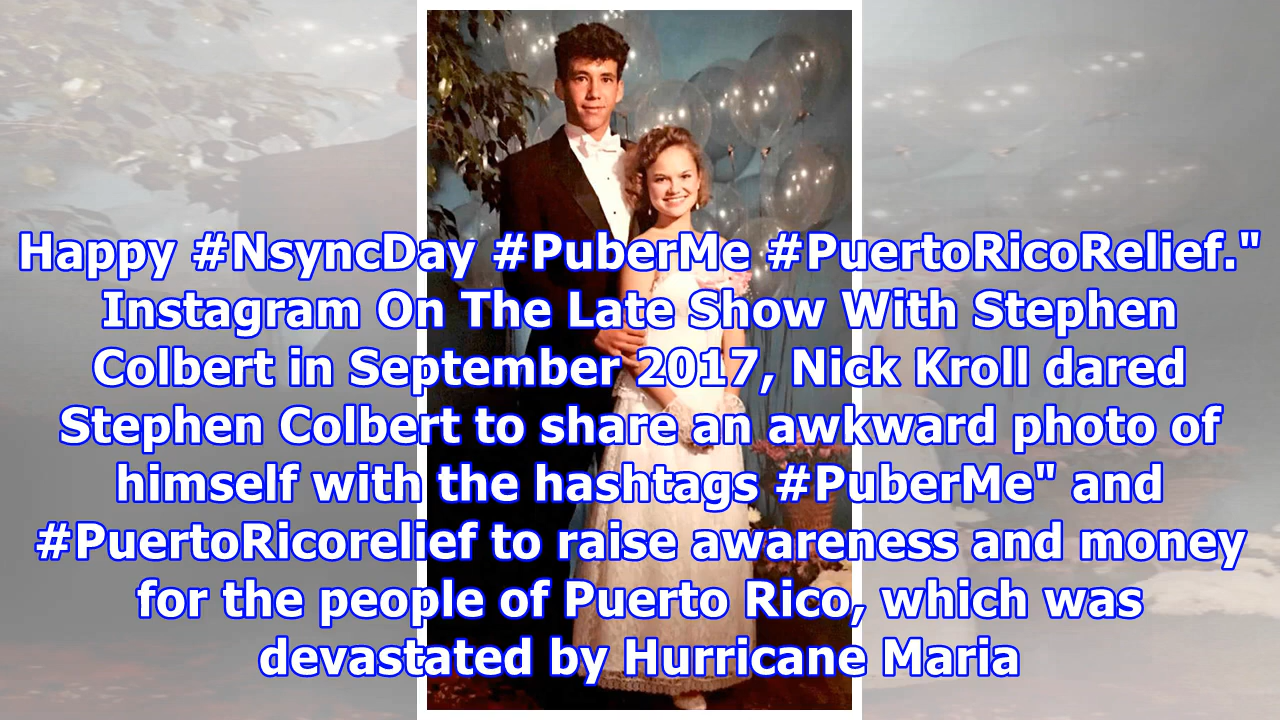 Happy #NsyncDay #PuberMe #PuertoRicoRelief."
Instagram On The Late Show With Stephen
Colbert in September 2017, Nick Kroll dared
Stephen Colbert to share an awkward photo of
himself with the hashtags #PuberMe" and
#PuertoRicorelief to raise awareness and money
for the people of Puerto Rico, which was
devastated by Hurricane Maria